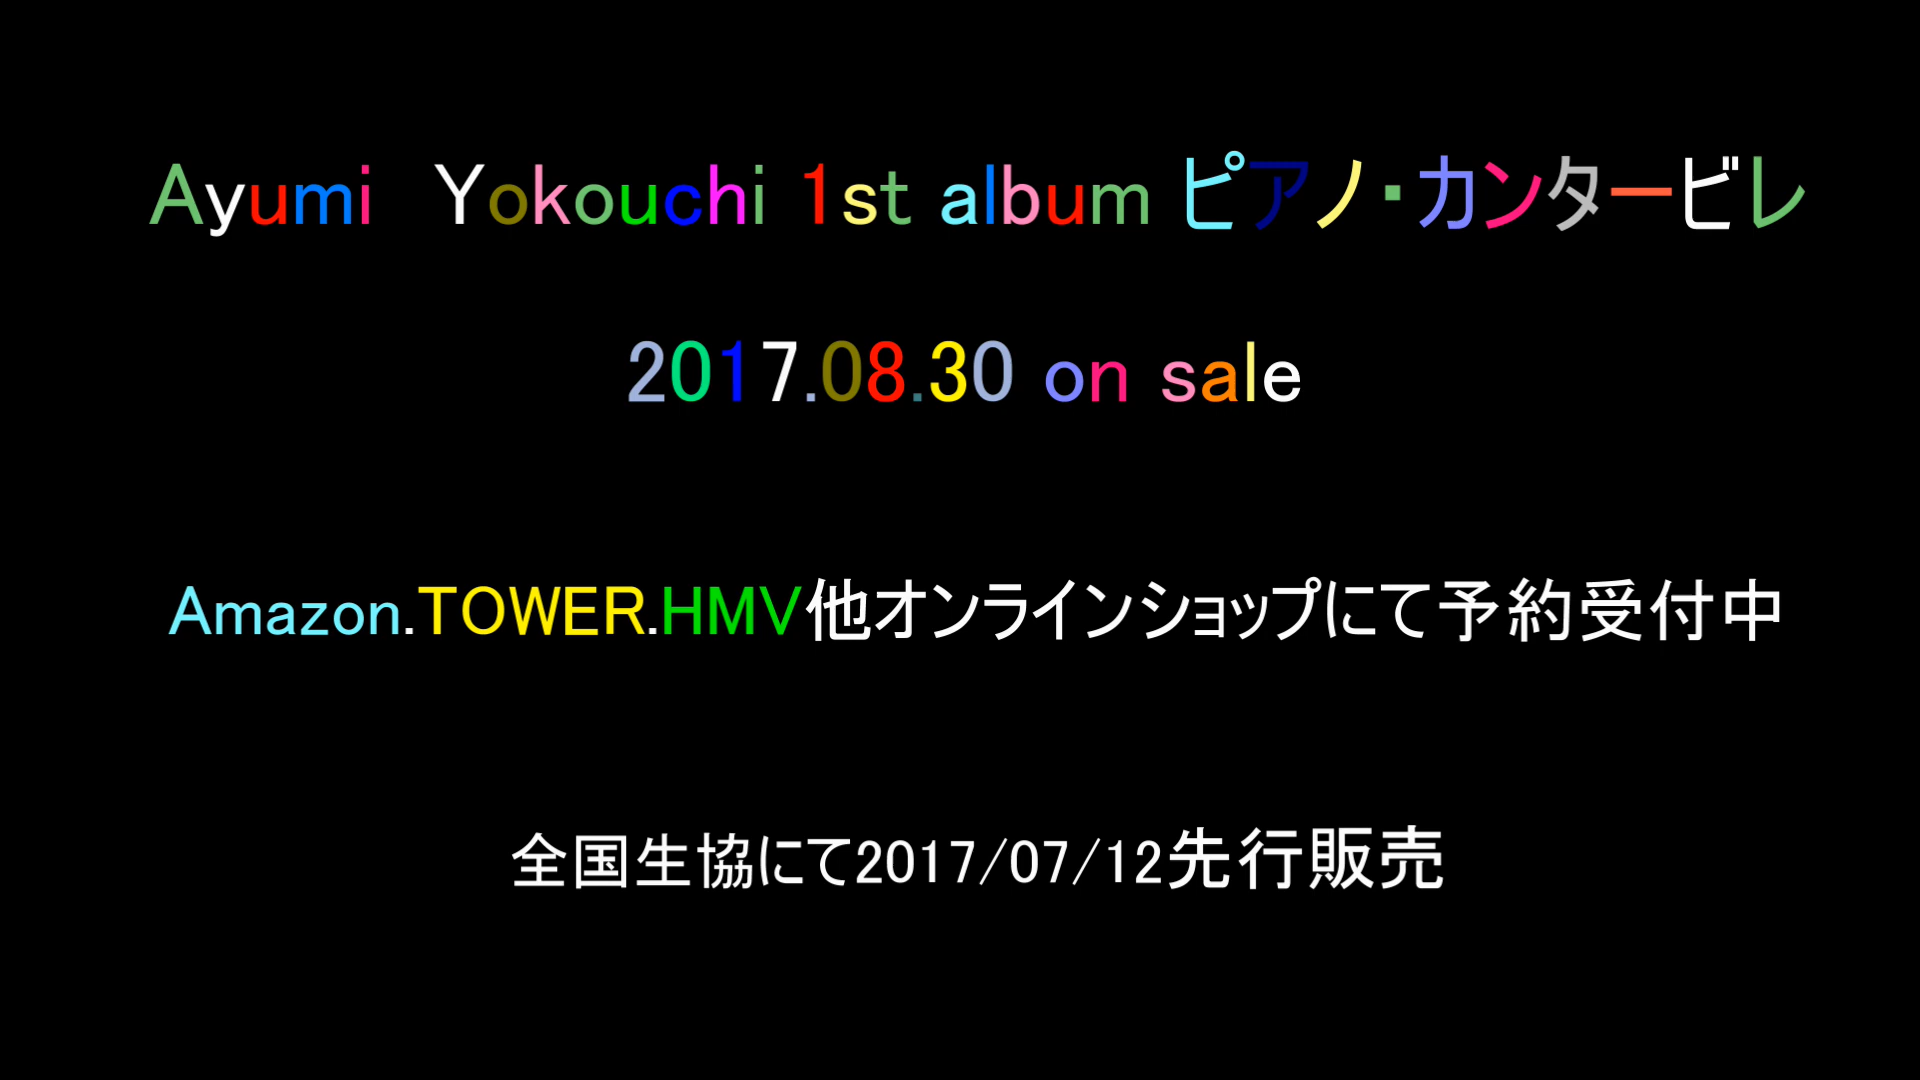 Ayumi　Yokouchi 1st album ピアノ・カンタービレ
2017.08.30 on sale
Amazon.TOWER.HMV他オンラインショップにて予約受付中
全国生協にて2017/07/12先行販売